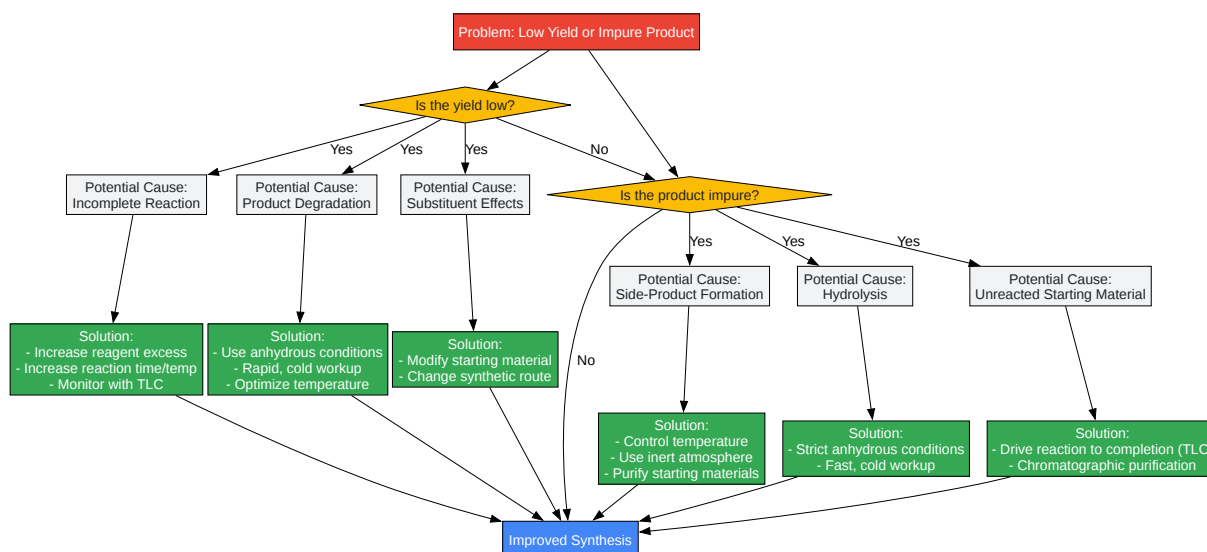 Problem: Low Yield or Impure Product
Is the yield low?
Yes
Yes
Yes
No
Potential Cause:
Incomplete Reaction
Potential Cause:
Product Degradation
Potential Cause:
Substituent Effects
Is the product impure?
Yes
Yes
Yes
No
Potential Cause:
Side-Product Formation
Potential Cause:
Hydrolysis
Potential Cause:
Unreacted Starting Material
Solution:
- Increase reagent excess
- Increase reaction time/temp
- Monitor with TLC
Solution:
- Use anhydrous conditions
- Rapid, cold workup
- Optimize temperature
Solution:
- Modify starting material
- Change synthetic route
Solution:
- Control temperature
- Use inert atmosphere
- Purify starting materials
Solution:
- Strict anhydrous conditions
- Fast, cold workup
Solution:
- Drive reaction to completion (TLC
- Chromatographic purification
Improved Synthesis